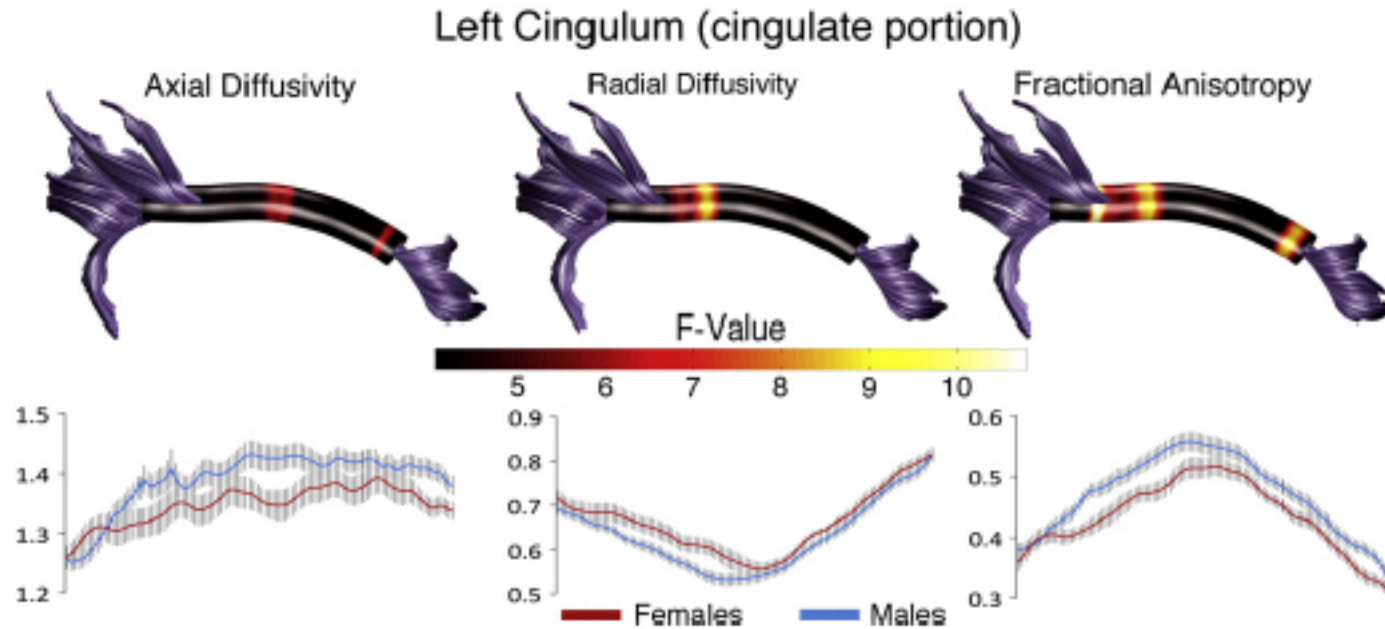 Left Cingulum (cingulate portion)
Axial Diffusivity
Radial Diffusivity
Fractional Anisotropy
F-Value
5 6 7 8 9 10
1.5
1.4
1.3
1.2
0.9
0.8
0.7
0.6
0.5
0.6
0.5
0.4
0.3
Females
Males